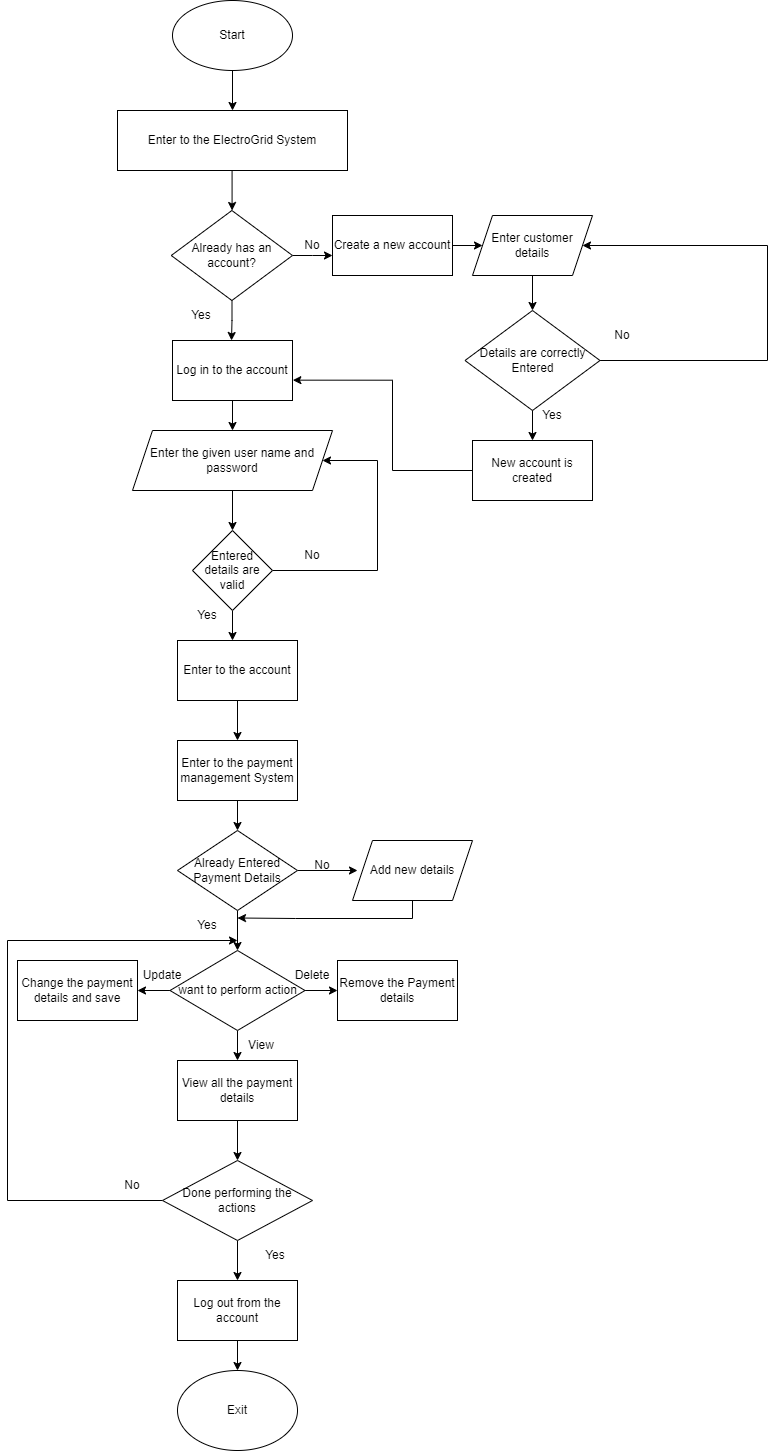 Start
Enter to the ElectroGrid System
Already has an
account?
No
Create a new account
Enter customer
details
Yes
Details are correctly
Entered
No
Yes
Log in to the account
New account is
created
Enter the given user name and
password
Entered
details are
valid
No
Yes
Enter to the account
Enter to the payment
management System
Already Entered
Payment Details
No
Add new details
Yes
Change the payment
details and save
Update
want to perform action
Delete
Remove the Payment
details
View
View all the payment
details
Done performing the
actions
No
Yes
Log out from the
account
Exit